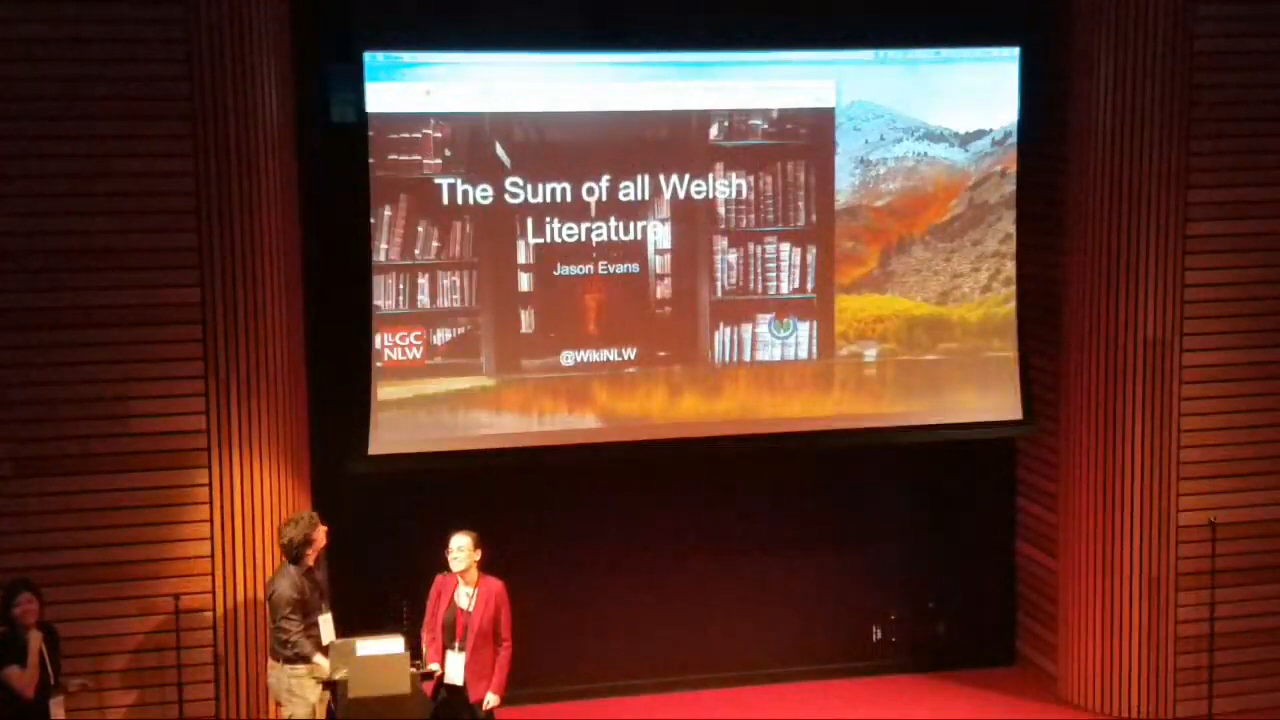 The Sum of all Welsh
Literature
Jason Evans
LLGC
NLW
@WikiNLW